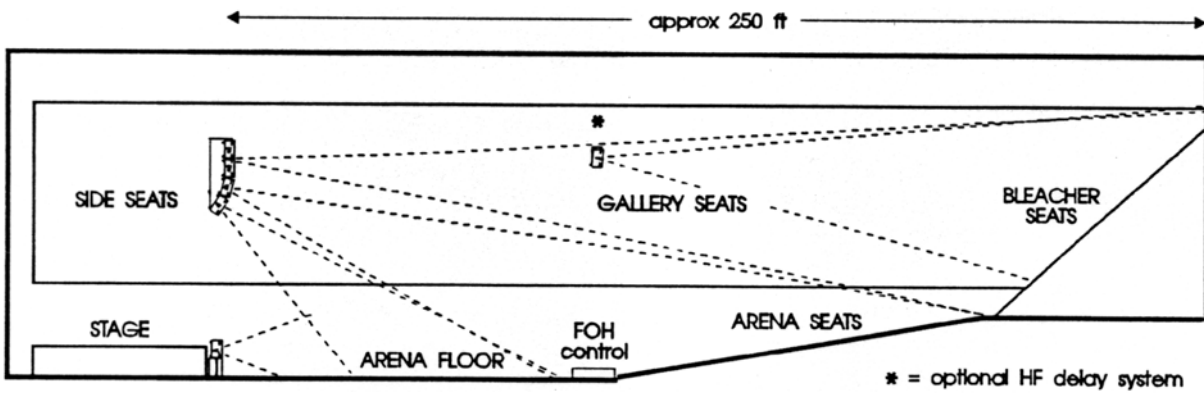 approx 250 ft
*
SIDE SEATS
GALLERY SEATS
BLEACHER
SEATS
STAGE
ARENA FLOOR
FOH
control
ARENA SEATS
* = optional HF delay system